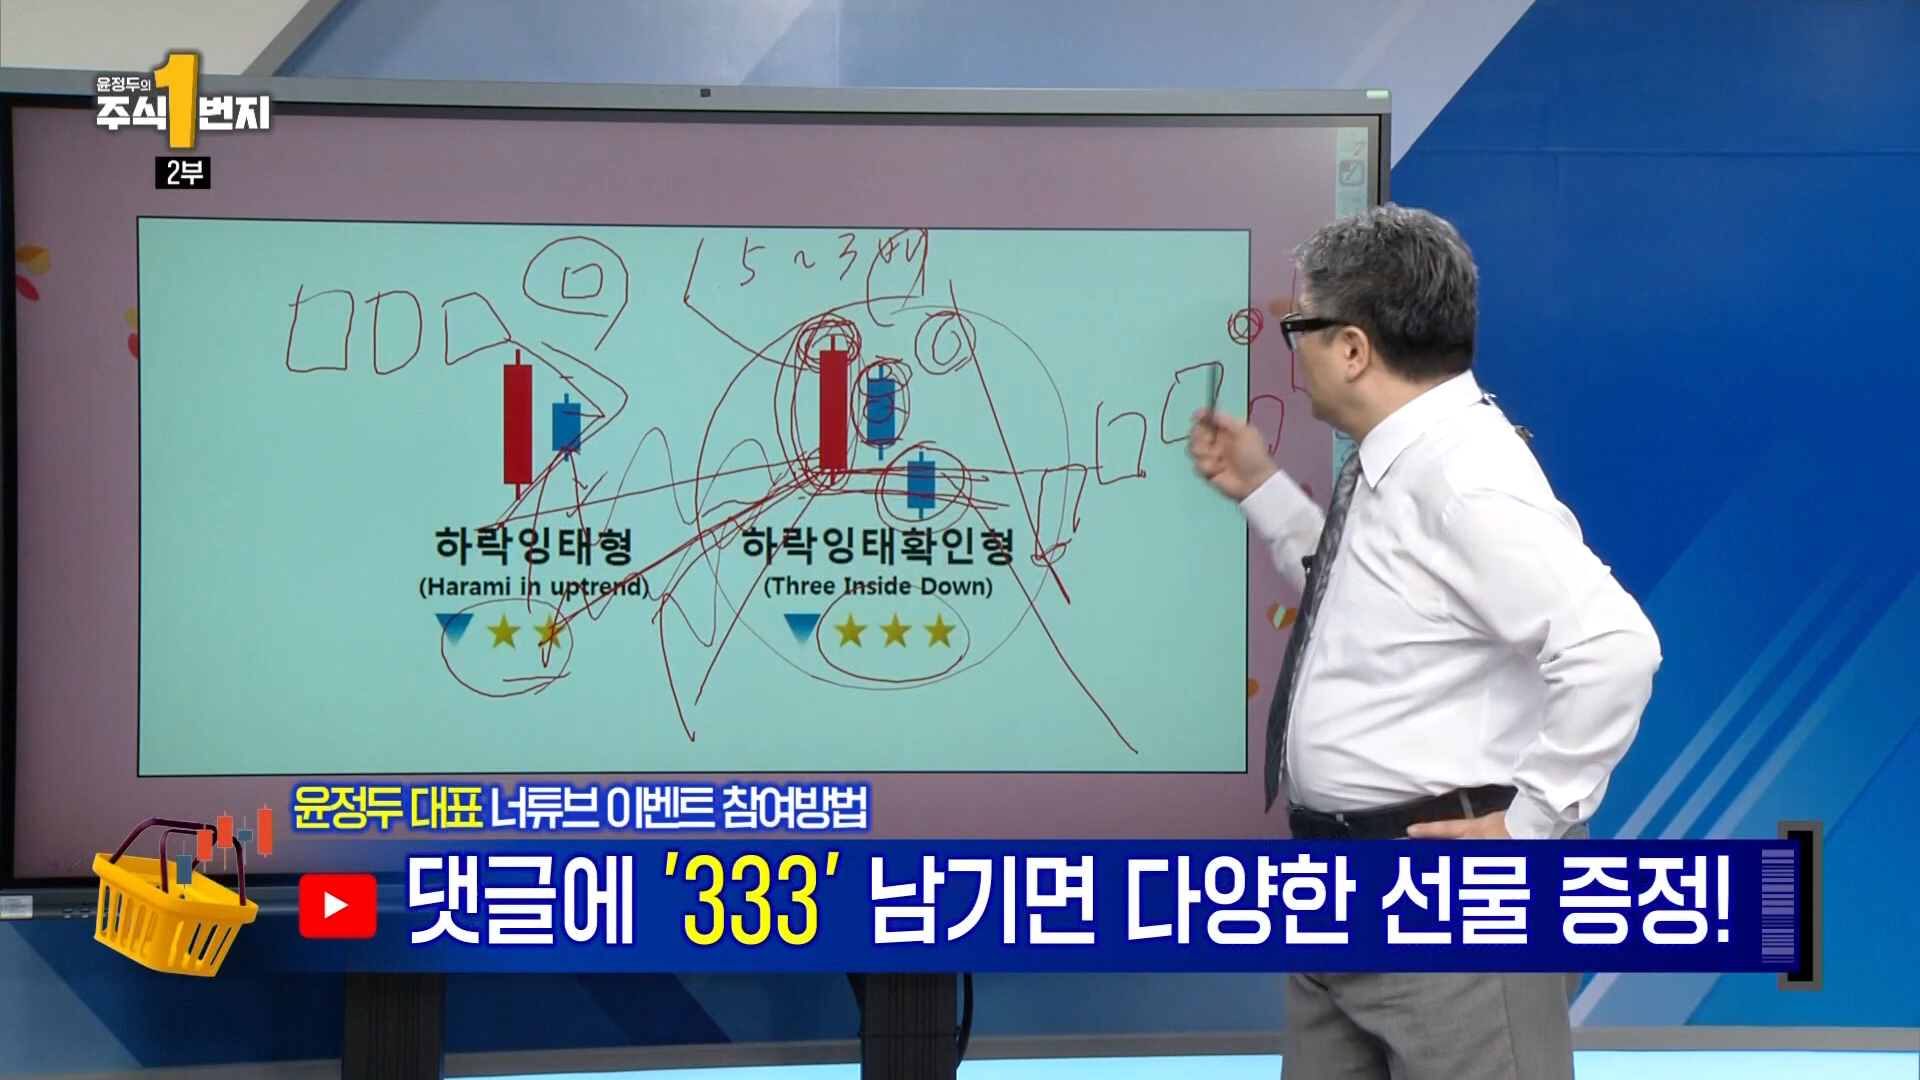 윤정두의
주식1번지
2부
5~3
하락잉태형
(Harami in uptrend)
하락잉태확인형
(Three Inside Down)
윤정두 대표 너튜브 이벤트 참여방법
댓글에 '333' 남기면 다양한 선물 증정!